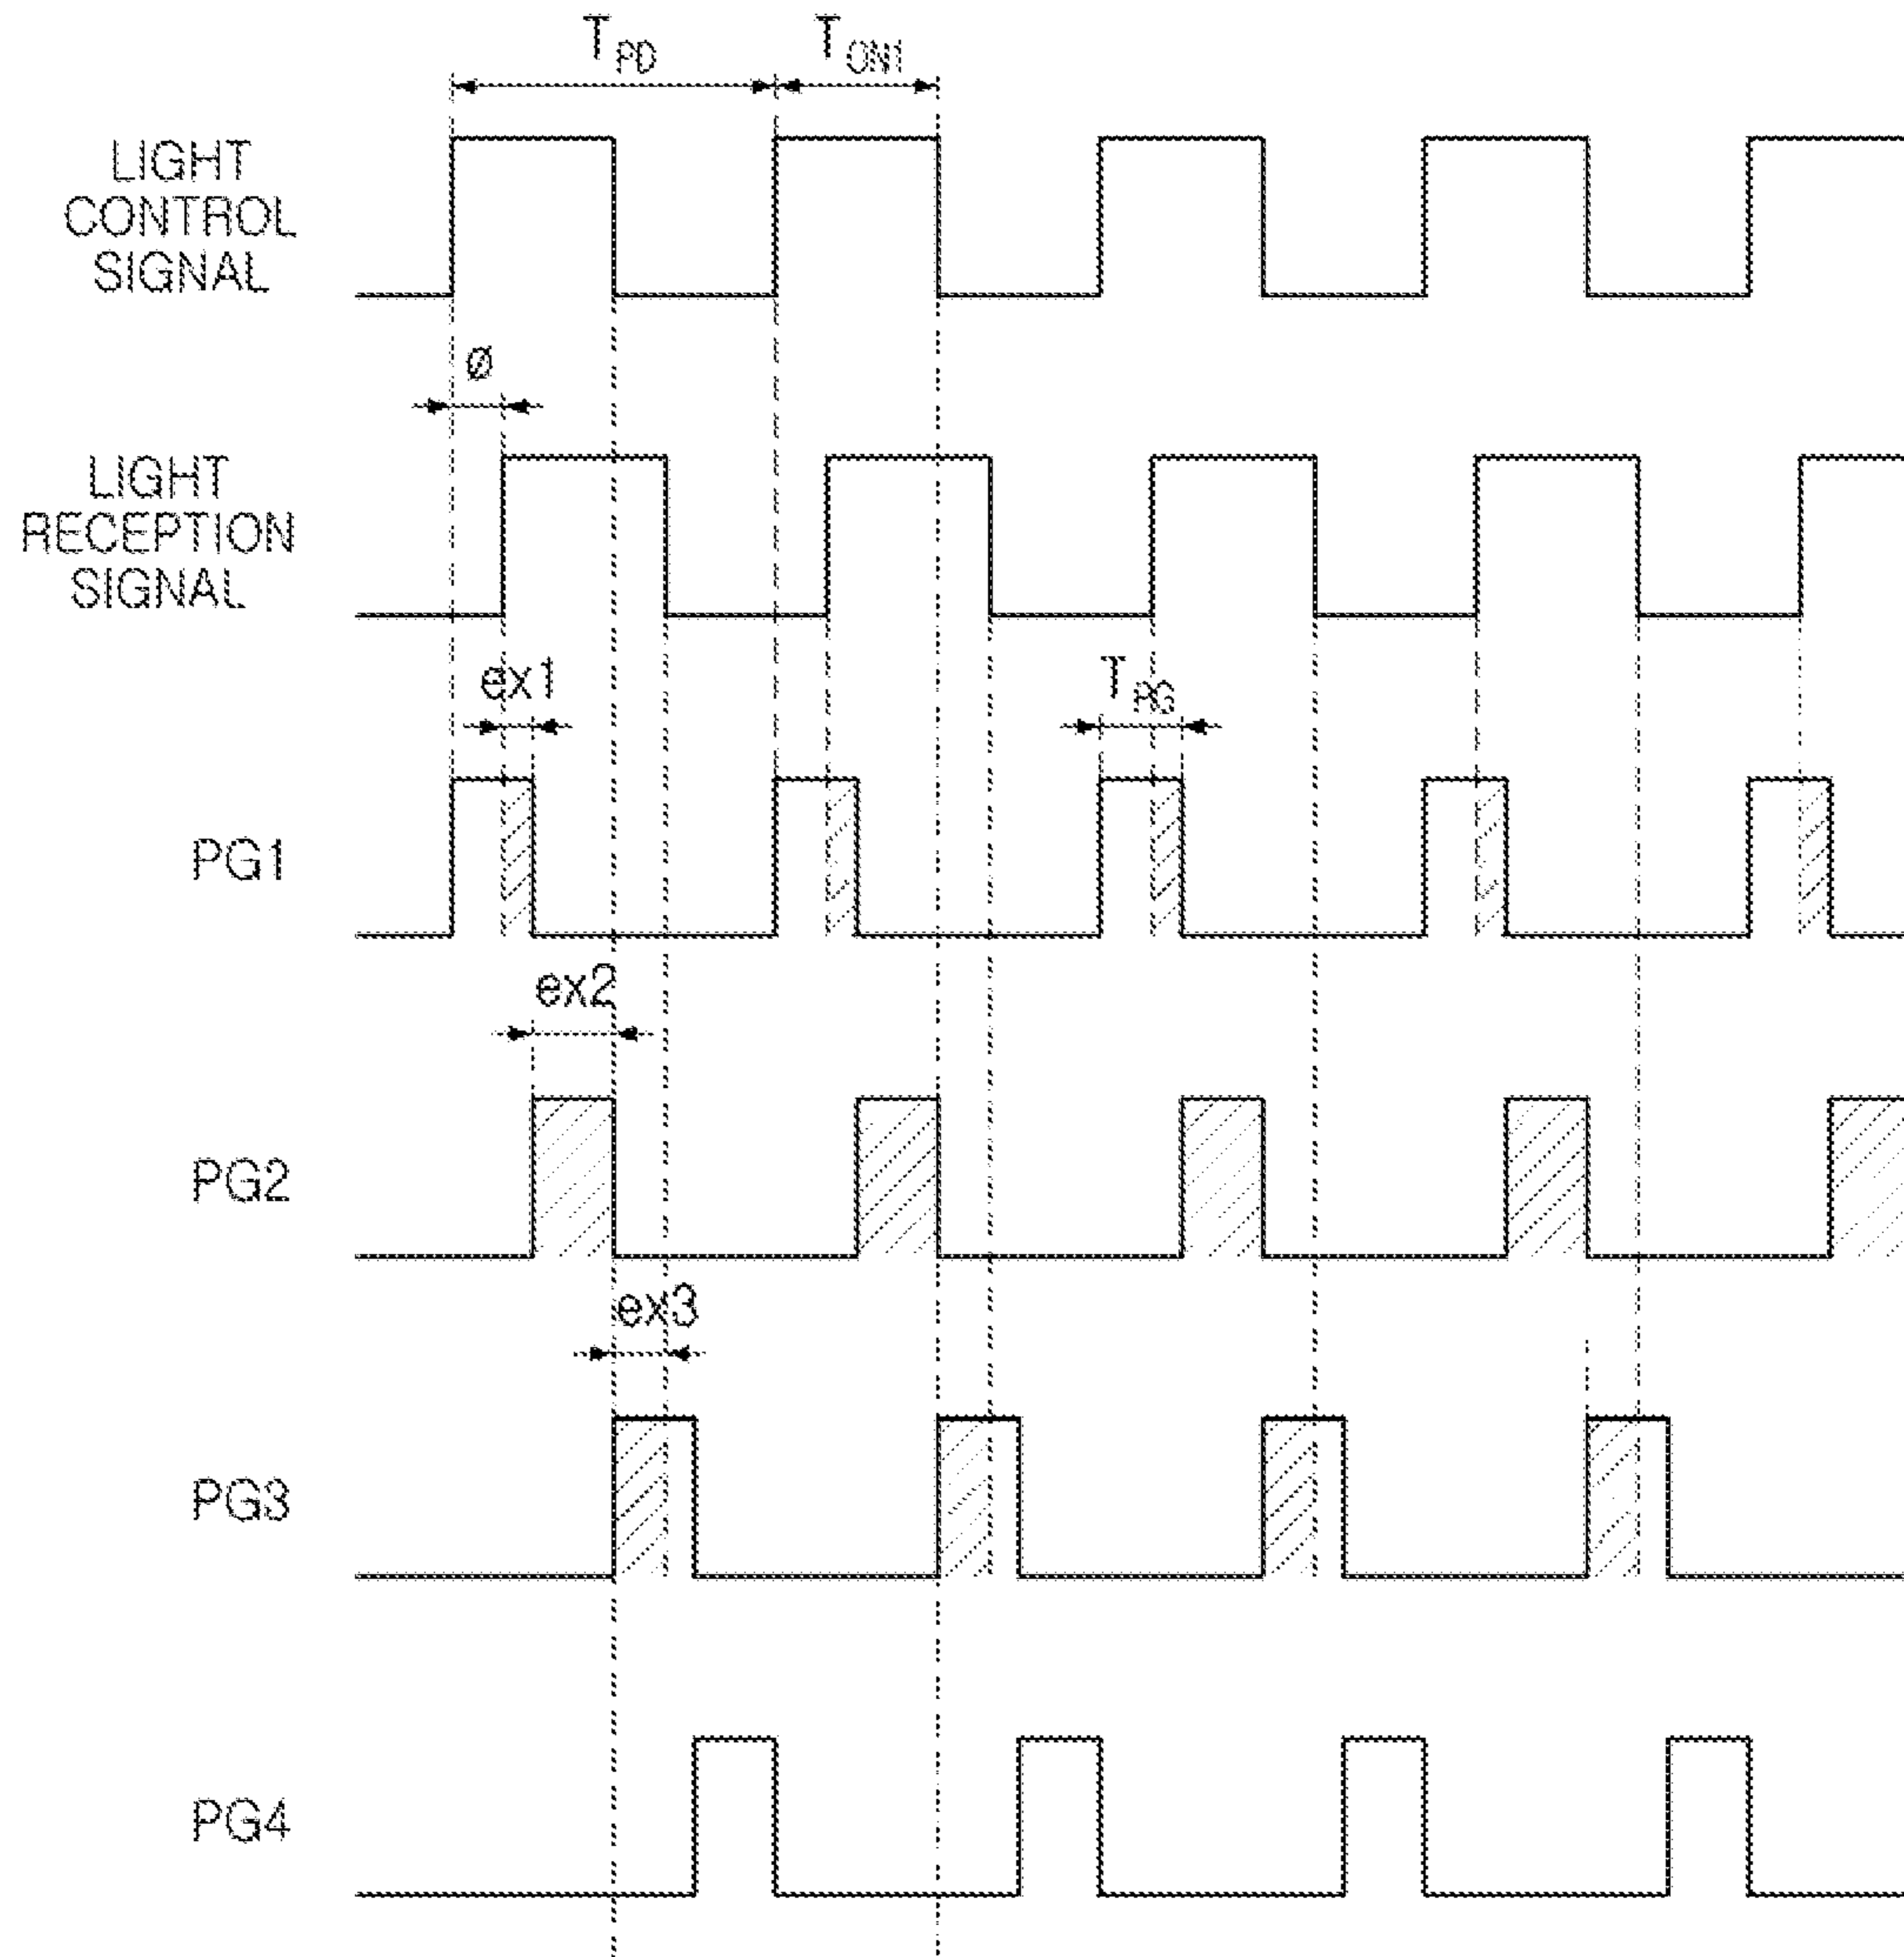 T_PD T_ON1
LIGHT
CONTROL
SIGNAL
ø
LIGHT
RECEPTION
SIGNAL
ex1
T_PG
PG1
ex2
PG2
ex3
PG3
PG4